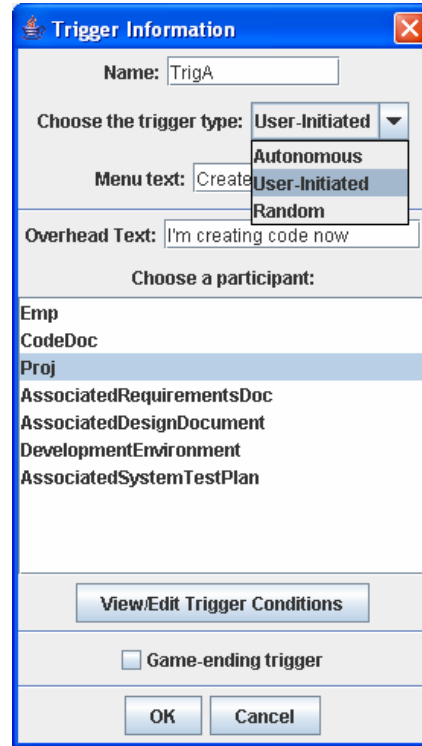 Trigger Information
Name: TrigA
Choose the trigger type: User-Initiated
Autonomous
Menu text: Create User-Initiated
Random
Overhead Text: I'm creating code now
Choose a participant:
Emp
CodeDoc
Proj
AssociatedRequirementsDoc
AssociatedDesignDocument
DevelopmentEnvironment
AssociatedSystemTestPlan
View/Edit Trigger Conditions
Game-ending trigger
OK Cancel